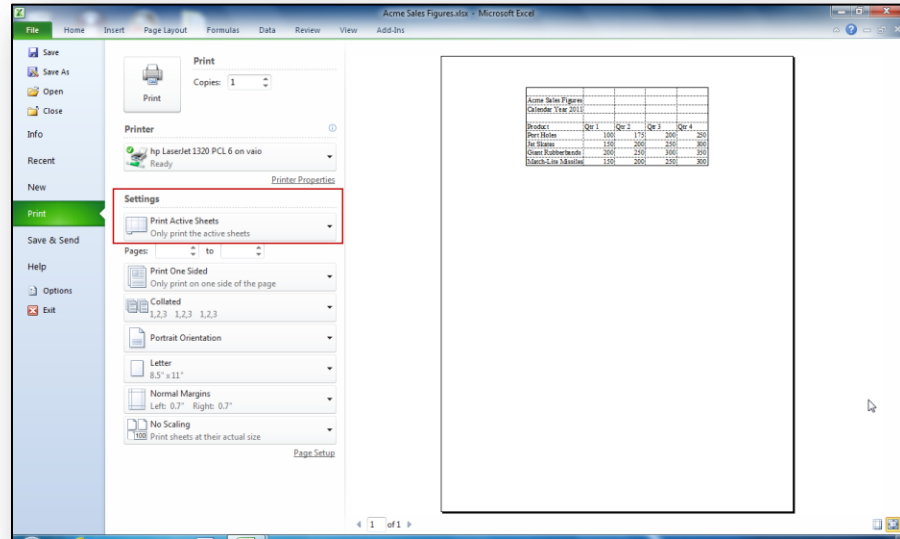 Acme Sales Figures.xlsx - Microsoft Excel
File Home Insert Page Layout Formulas Data Review View Add-Ins
Save
Save As
Open
Close
Info
Recent
New
Print
Save & Send
Help
Options
Exit
Print
Print
Copies: 1
Printer
hp LaserJet 1320 PCL 6 on vaio
Ready
Printer Properties
Settings
Print Active Sheets
Only print the active sheets
Pages: to
Print One Sided
Only print on one side of the page
Collated
1,2,3 1,2,3 1,2,3
Portrait Orientation
Letter
8.5" x 11"
Normal Margins
Left: 0.7" Right: 0.7"
No Scaling
100 Print sheets at their actual size
Page Setup
Acme Sales Figures
Calendar Year 2011
Product Qtr 1 Qtr 2 Qtr 3 Qtr 4
Port Holes 100 175 200 250
Jet Skates 150 200 250 300
Giant Rubberbands 200 250 300 350
Match-Lite Missiles 150 200 250 300
1 of 1